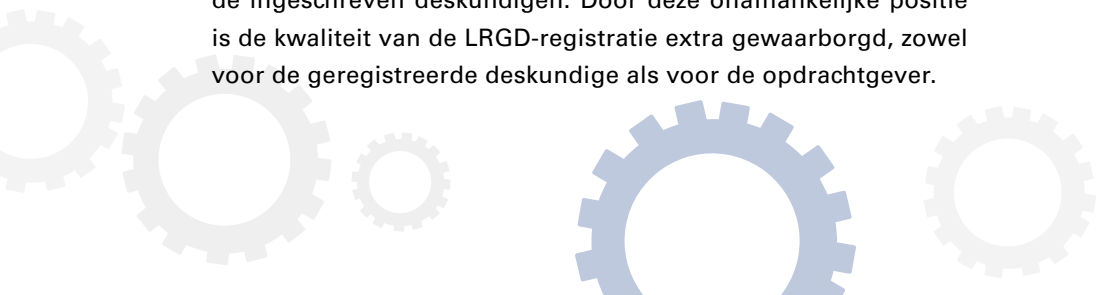 de ingeschreven deskundigen. Door deze onafhankelijke positie
is de kwaliteit van de LRGD-registratie extra gewaarborgd, zowel
voor de geregistreerde deskundige als voor de opdrachtgever.